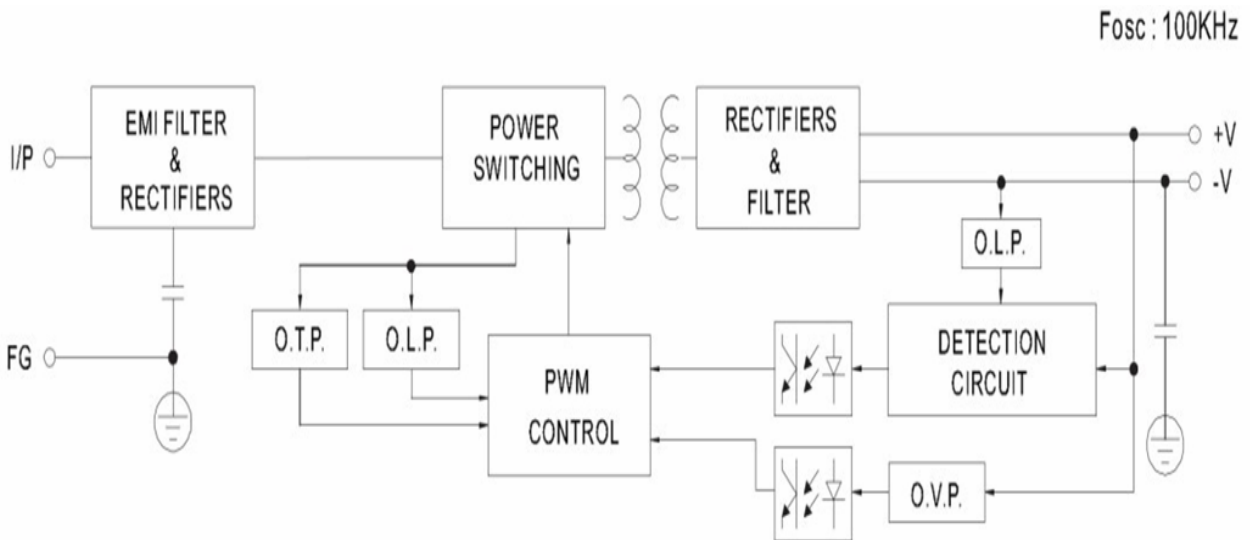 Fosc : 100KHz
I/P
EMI FILTER
&
RECTIFIERS
POWER
SWITCHING
RECTIFIERS
&
FILTER
+V
-V
O.L.P.
FG
O.T.P.
O.L.P.
PWM
CONTROL
DETECTION
CIRCUIT
O.V.P.